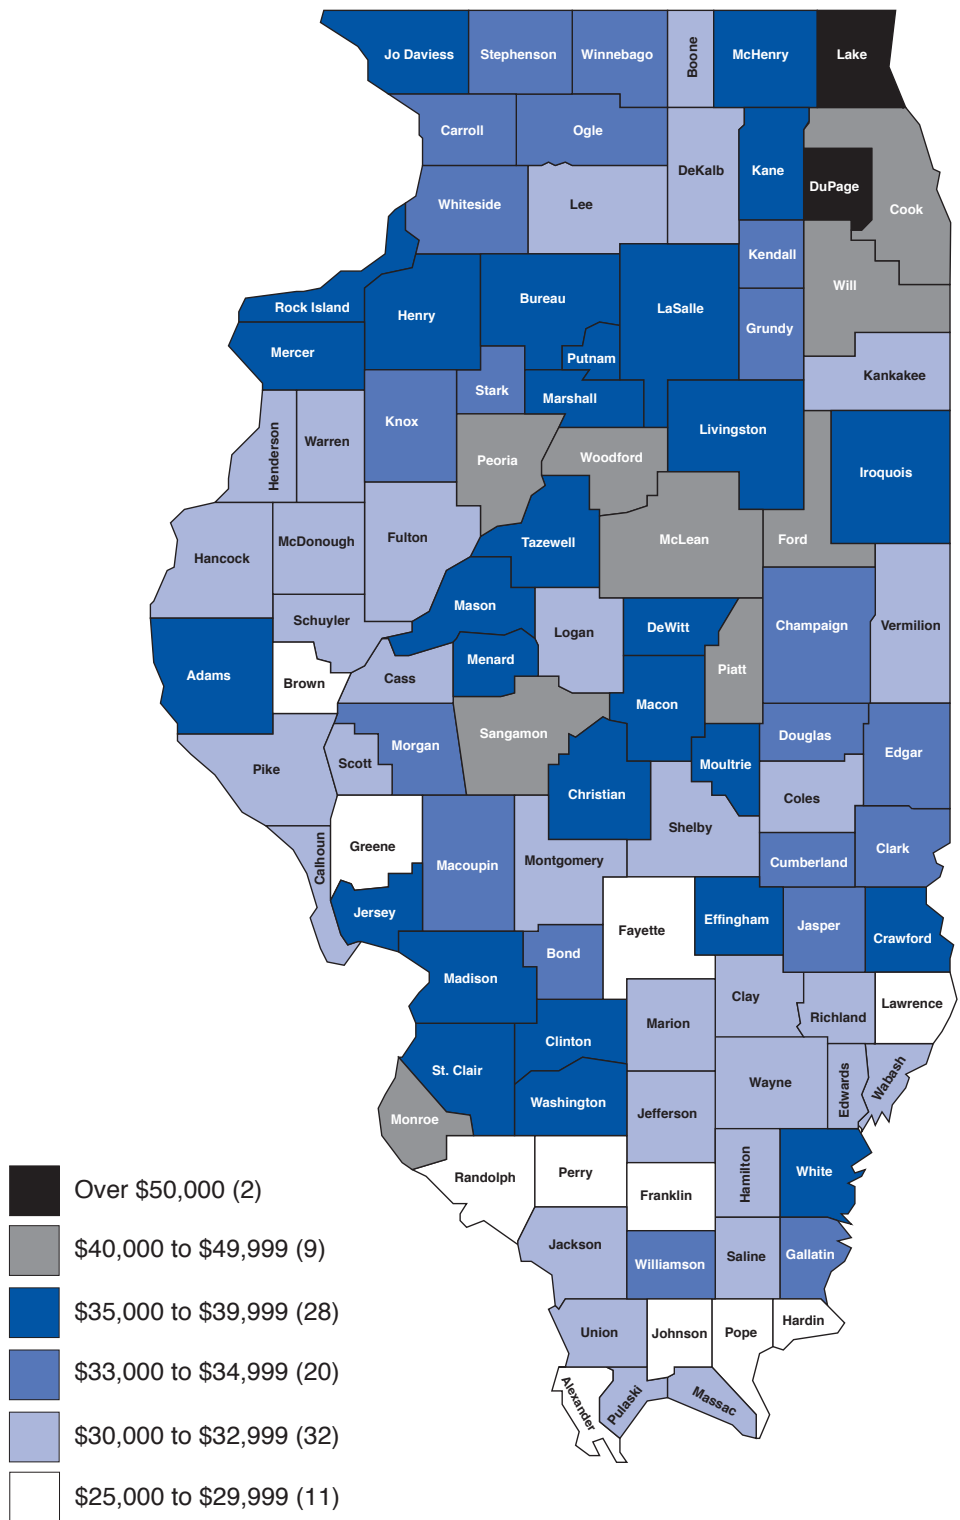 Jo Daviess
Stephenson
Winnebago
Boone
McHenry
Lake
Carroll
Ogle
DeKalb
Kane
DuPage
Cook
Whiteside
Lee
Kendall
Will
Rock Island
Henry
Bureau
LaSalle
Grundy
Mercer
Putnam
Kankakee
Stark
Marshall
Knox
Livingston
Henderson
Warren
Peoria
Woodford
Iroquois
Hancock
McDonough
Fulton
Tazewell
McLean
Ford
Schuyler
Mason
Logan
DeWitt
Champaign
Vermilion
Adams
Brown
Cass
Menard
Piatt
Macon
Sangamon
Morgan
Scott
Pike
Douglas
Edgar
Moultrie
Christian
Coles
Shelby
Calhoun
Greene
Macoupin
Montgomery
Cumberland
Clark
Jersey
Fayette
Effingham
Jasper
Crawford
Bond
Madison
Clay
Richland
Lawrence
Marion
Clinton
St. Clair
Wayne
Edwards
Wabash
Washington
Jefferson
Monroe
Randolph
Perry
Hamilton
White
Franklin
Jackson
Williamson
Saline
Gallatin
Union
Johnson
Pope
Hardin
Alexander
Pulaski
Massac
Over $50,000 (2)
$40,000 to $49,999 (9)
$35,000 to $39,999 (28)
$33,000 to $34,999 (20)
$30,000 to $32,999 (32)
$25,000 to $29,999 (11)